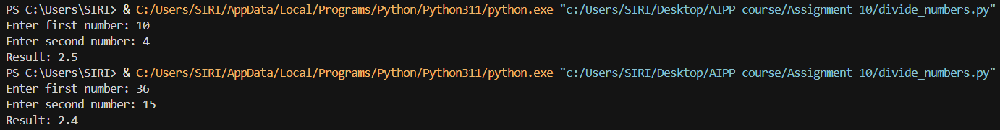 PS C:\Users\SIRI> & C:/Users/SIRI/AppData/Local/Programs/Python/Python311/python.exe "c:/Users/SIRI/Desktop/AIPP course/Assignment 10/divide_numbers.py"
Enter first number: 10
Enter second number: 4
Result: 2.5
PS C:\Users\SIRI> & C:/Users/SIRI/AppData/Local/Programs/Python/Python311/python.exe "c:/Users/SIRI/Desktop/AIPP course/Assignment 10/divide_numbers.py"
Enter first number: 36
Enter second number: 15
Result: 2.4